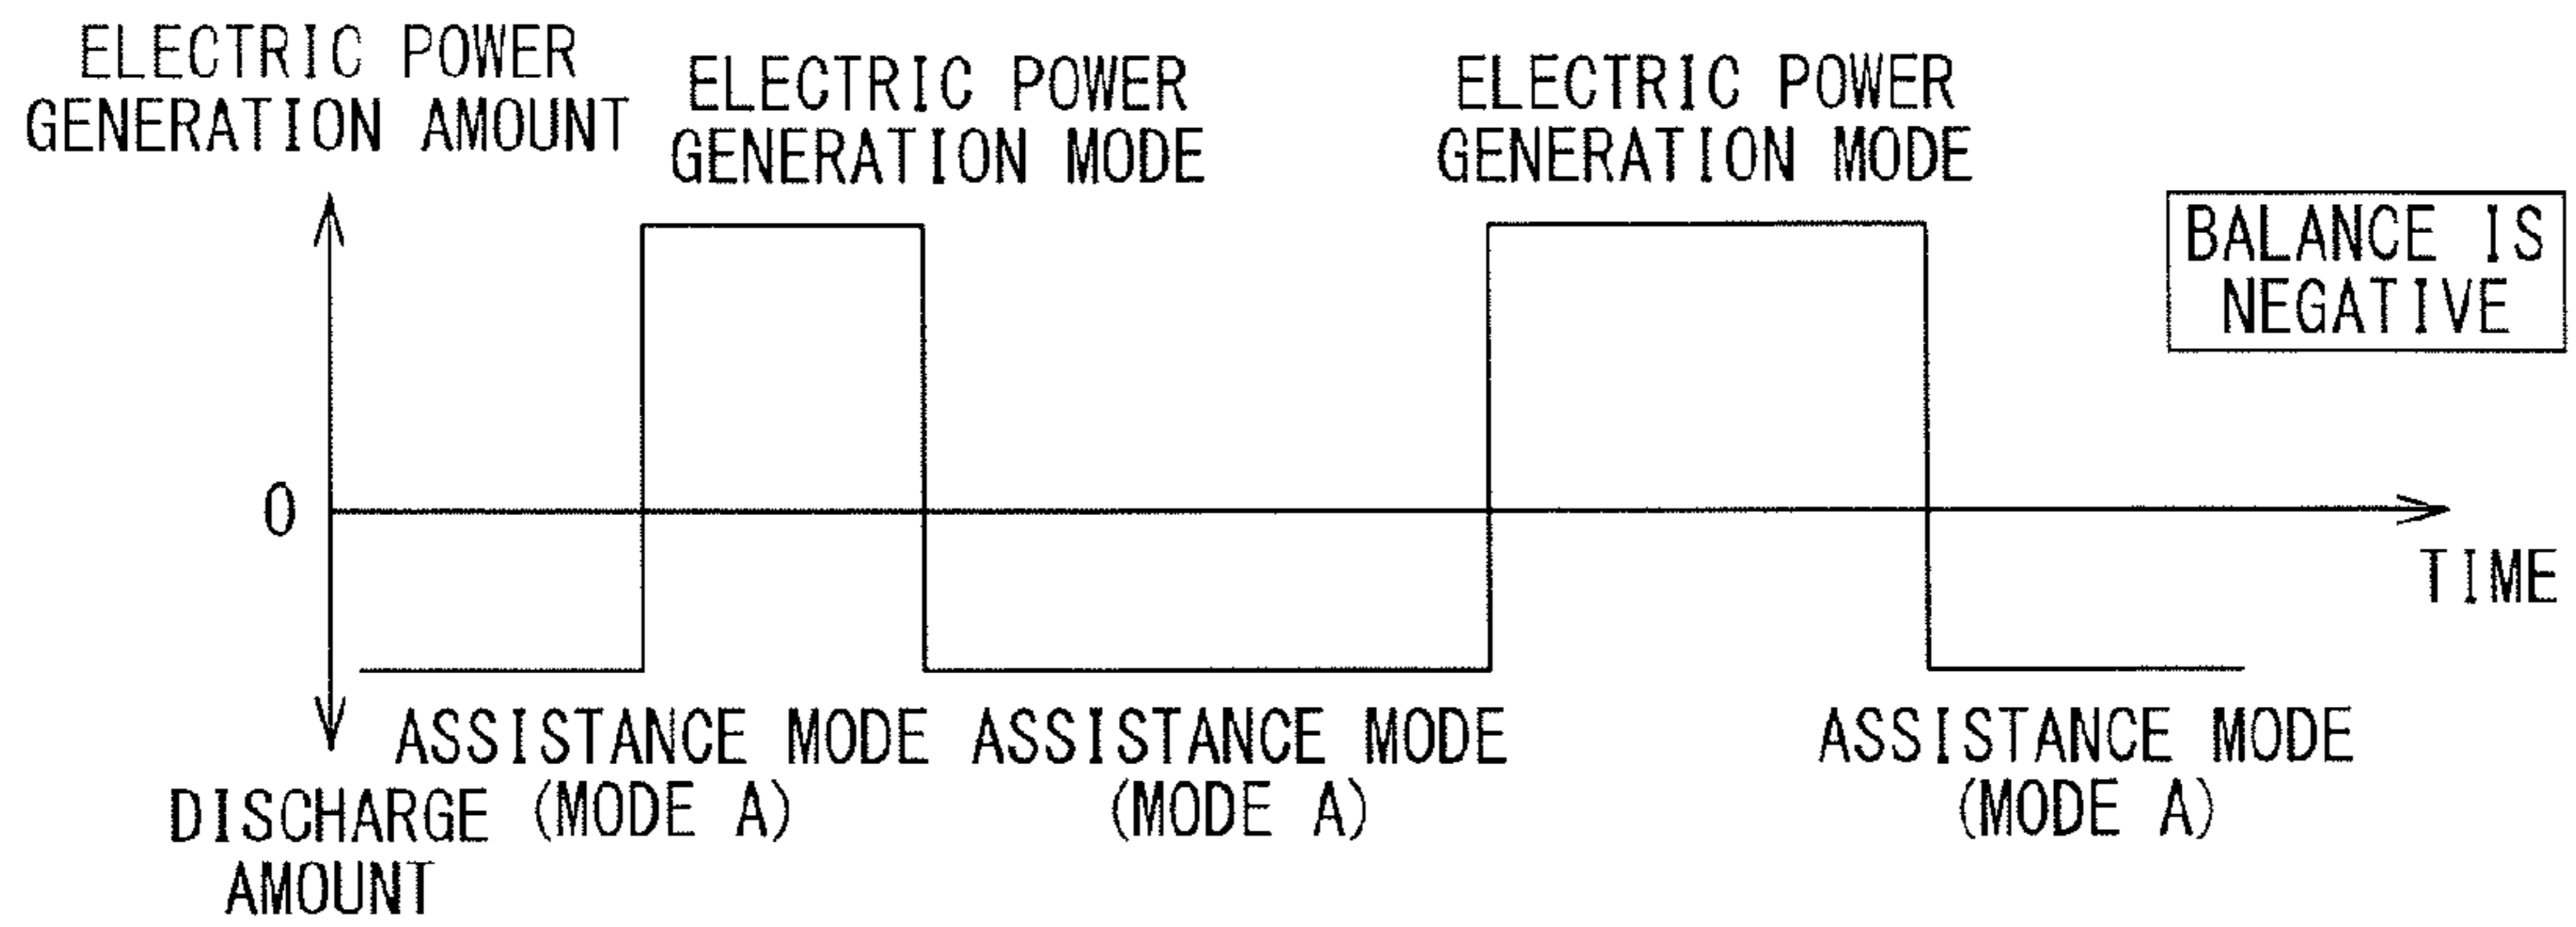 ELECTRIC POWER
GENERATION AMOUNT
ELECTRIC POWER
GENERATION MODE
ELECTRIC POWER
GENERATION MODE
BALANCE IS
NEGATIVE
0
TIME
ASSISTANCE MODE
(MODE A)
ASSISTANCE MODE
(MODE A)
ASSISTANCE MODE
(MODE A)
DISCHARGE
AMOUNT